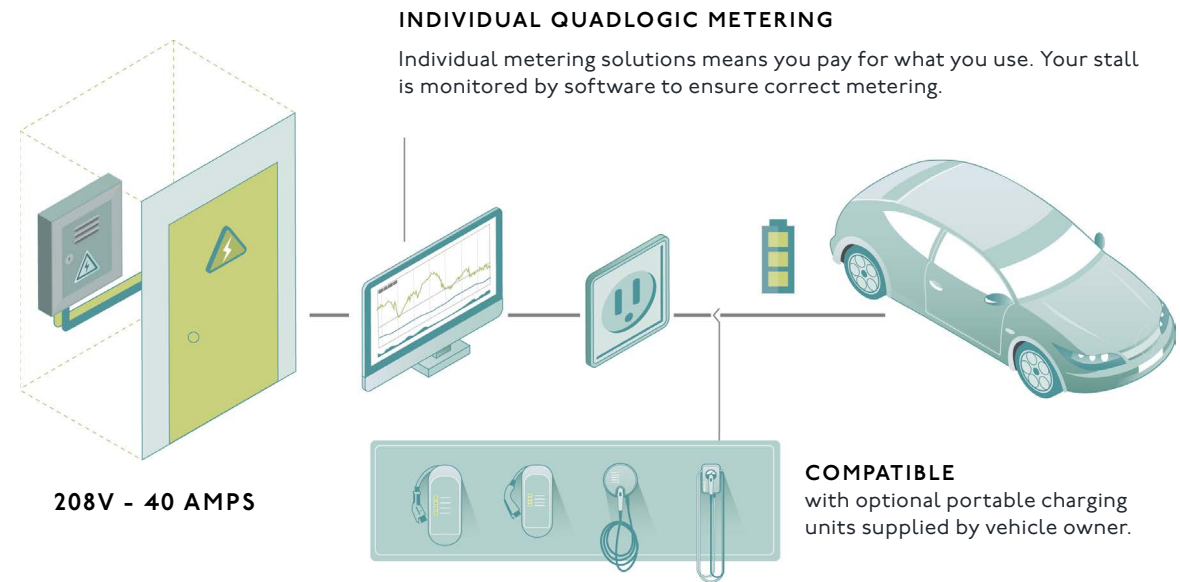 INDIVIDUAL QUADLOGIC METERING
Individual metering solutions means you pay for what you use. Your stall
is monitored by software to ensure correct metering.
208V - 40 AMPS
COMPATIBLE
with optional portable charging
units supplied by vehicle owner.